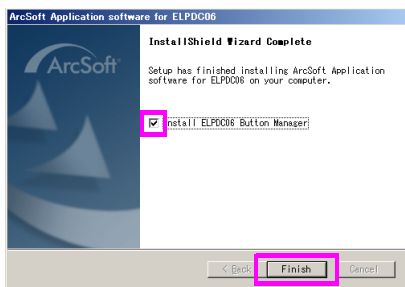 ArcSoft Application software for ELPDC06
InstallShield Wizard Complete
ArcSoft®
Setup has finished installing ArcSoft Application
software for ELPDC06 on your computer.
Install ELPDC06 Button Manager
< Back
Finish
Cancel